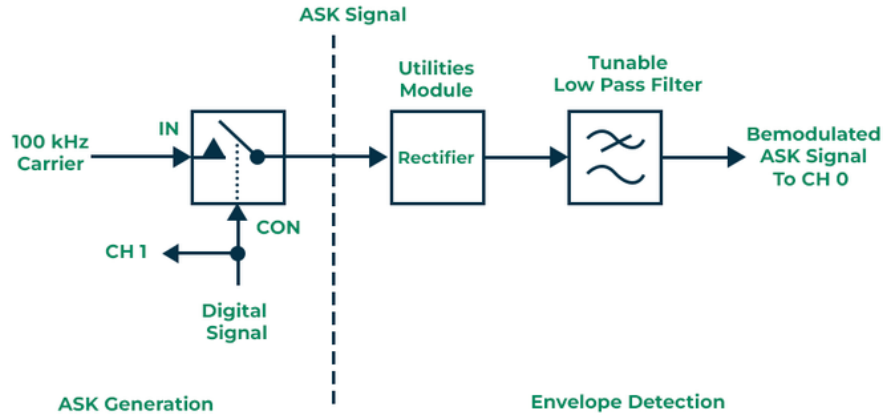 ASK Signal
Utilities
Module
Tunable
Low Pass Filter
100 kHz
Carrier
IN
Rectifier
Bemodulated
ASK Signal
To CH 0
CON
CH 1
Digital
Signal
ASK Generation
Envelope Detection